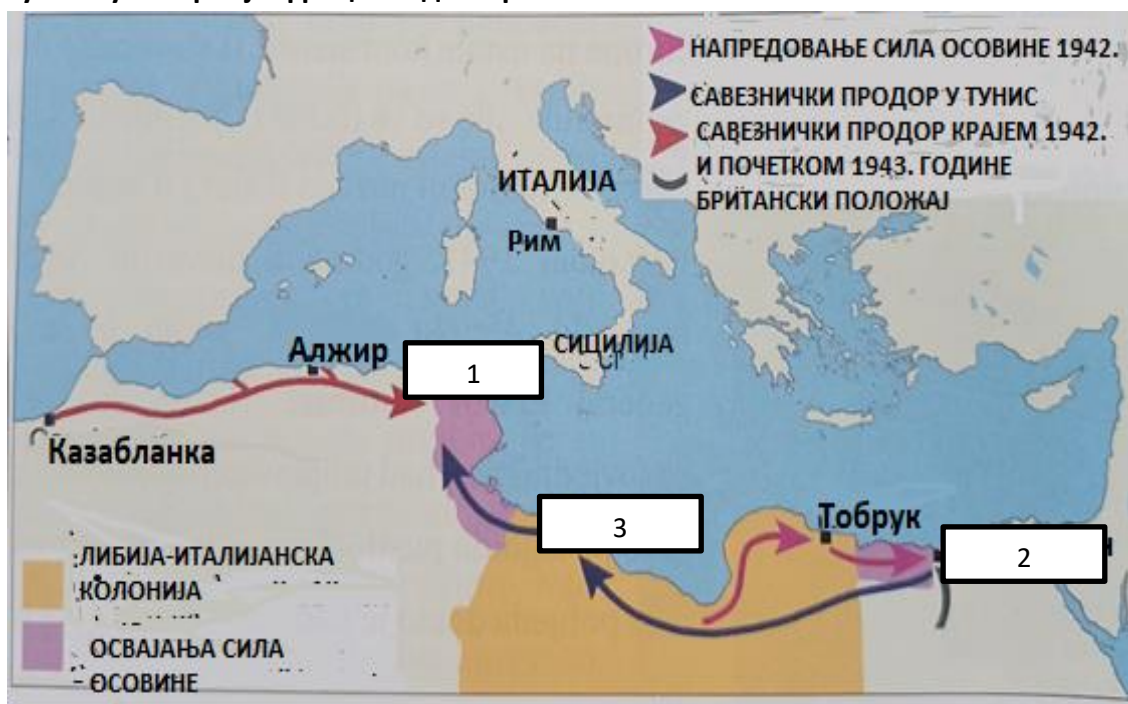 НАПРЕДОВАЊЕ СИЛА ОСОВИНЕ 1942.
САВЕЗНИЧКИ ПРОДОР У ТУНИС
САВЕЗНИЧКИ ПРОДОР КРАЈЕМ 1942.
И ПОЧЕТКОМ 1943. ГОДИНЕ
БРИТАНСКИ ПОЛОЖАЈ
ИТАЛИЈА
Рим
СИЦИЛИЈА
Алжир
1
Казабланка
3
Тобрук
2
н
ЛИБИЈА-ИТАЛИЈАНСКА
КОЛОНИЈА
ОСВАЈАЊА СИЛА
ОСОВИНЕ